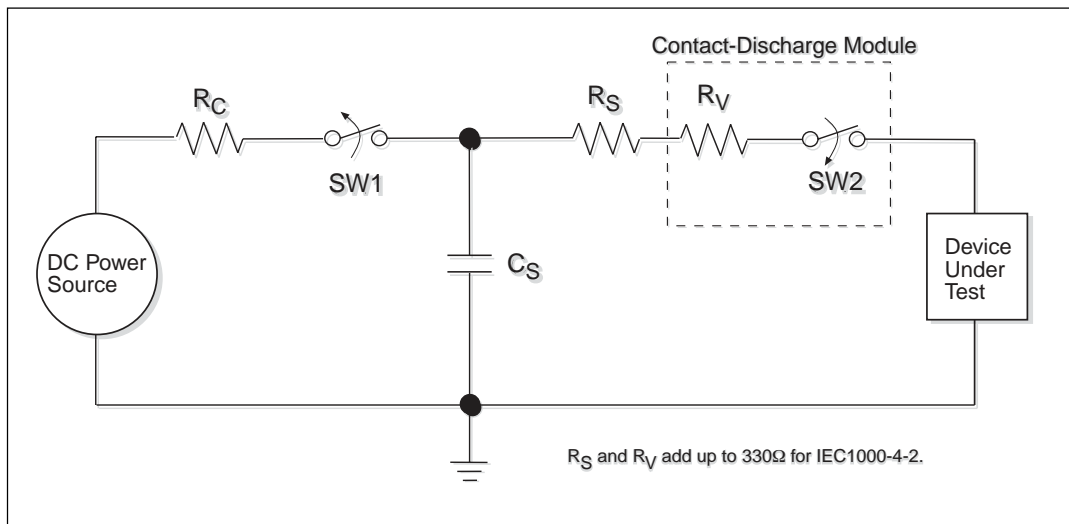 Contact-Discharge Module
RC
RS
RV
SW1
SW2
DC Power
Source
CS
Device
Under
Test
RS and RV add up to 330Ω for IEC1000-4-2.